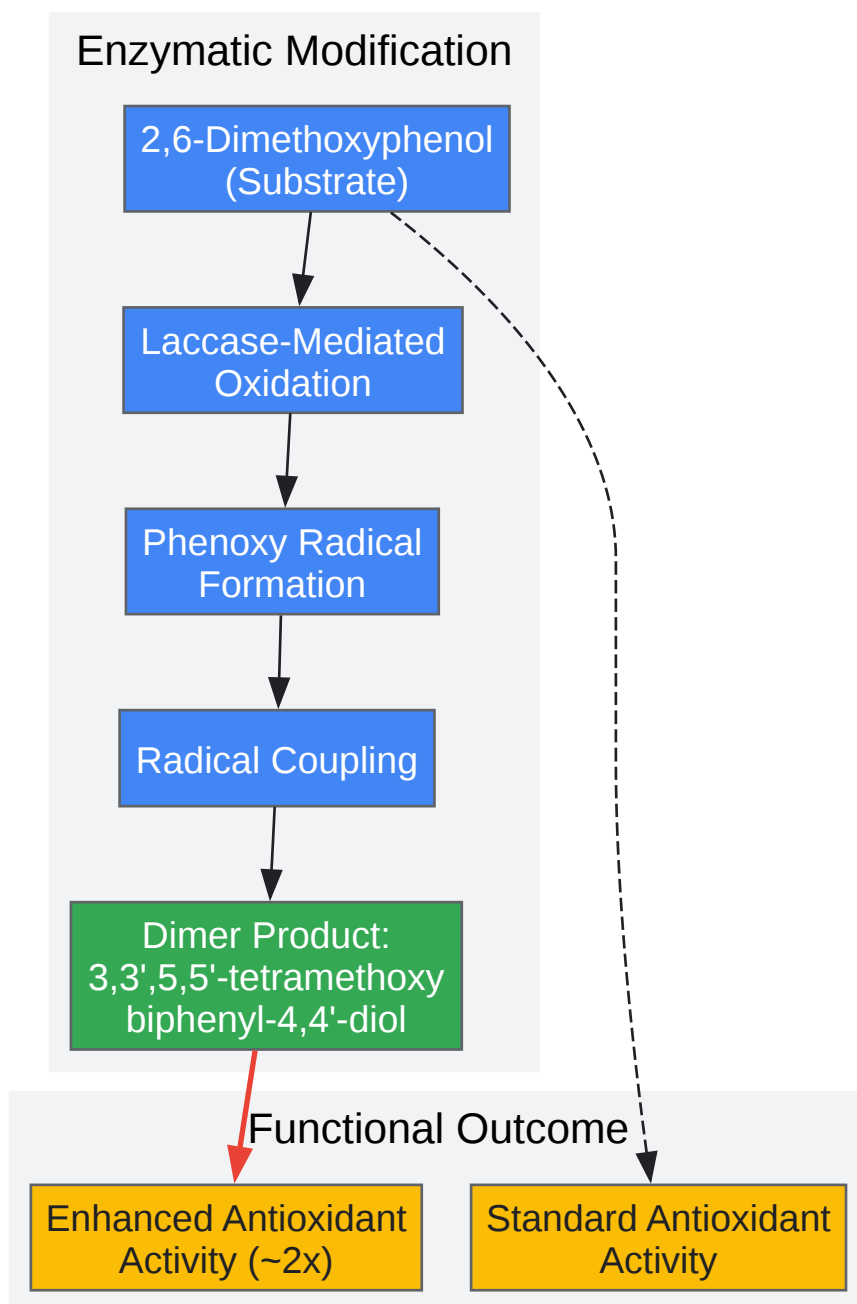 Enzymatic Modification
2,6-Dimethoxyphenol
(Substrate)
Laccase-Mediated
Oxidation
Phenoxy Radical
Formation
Radical Coupling
Dimer Product:
3,3',5,5'-tetramethoxy
biphenyl-4,4'-diol
Functional Outcome
Enhanced Antioxidant
Activity (~2x)
Standard Antioxidant
Activity